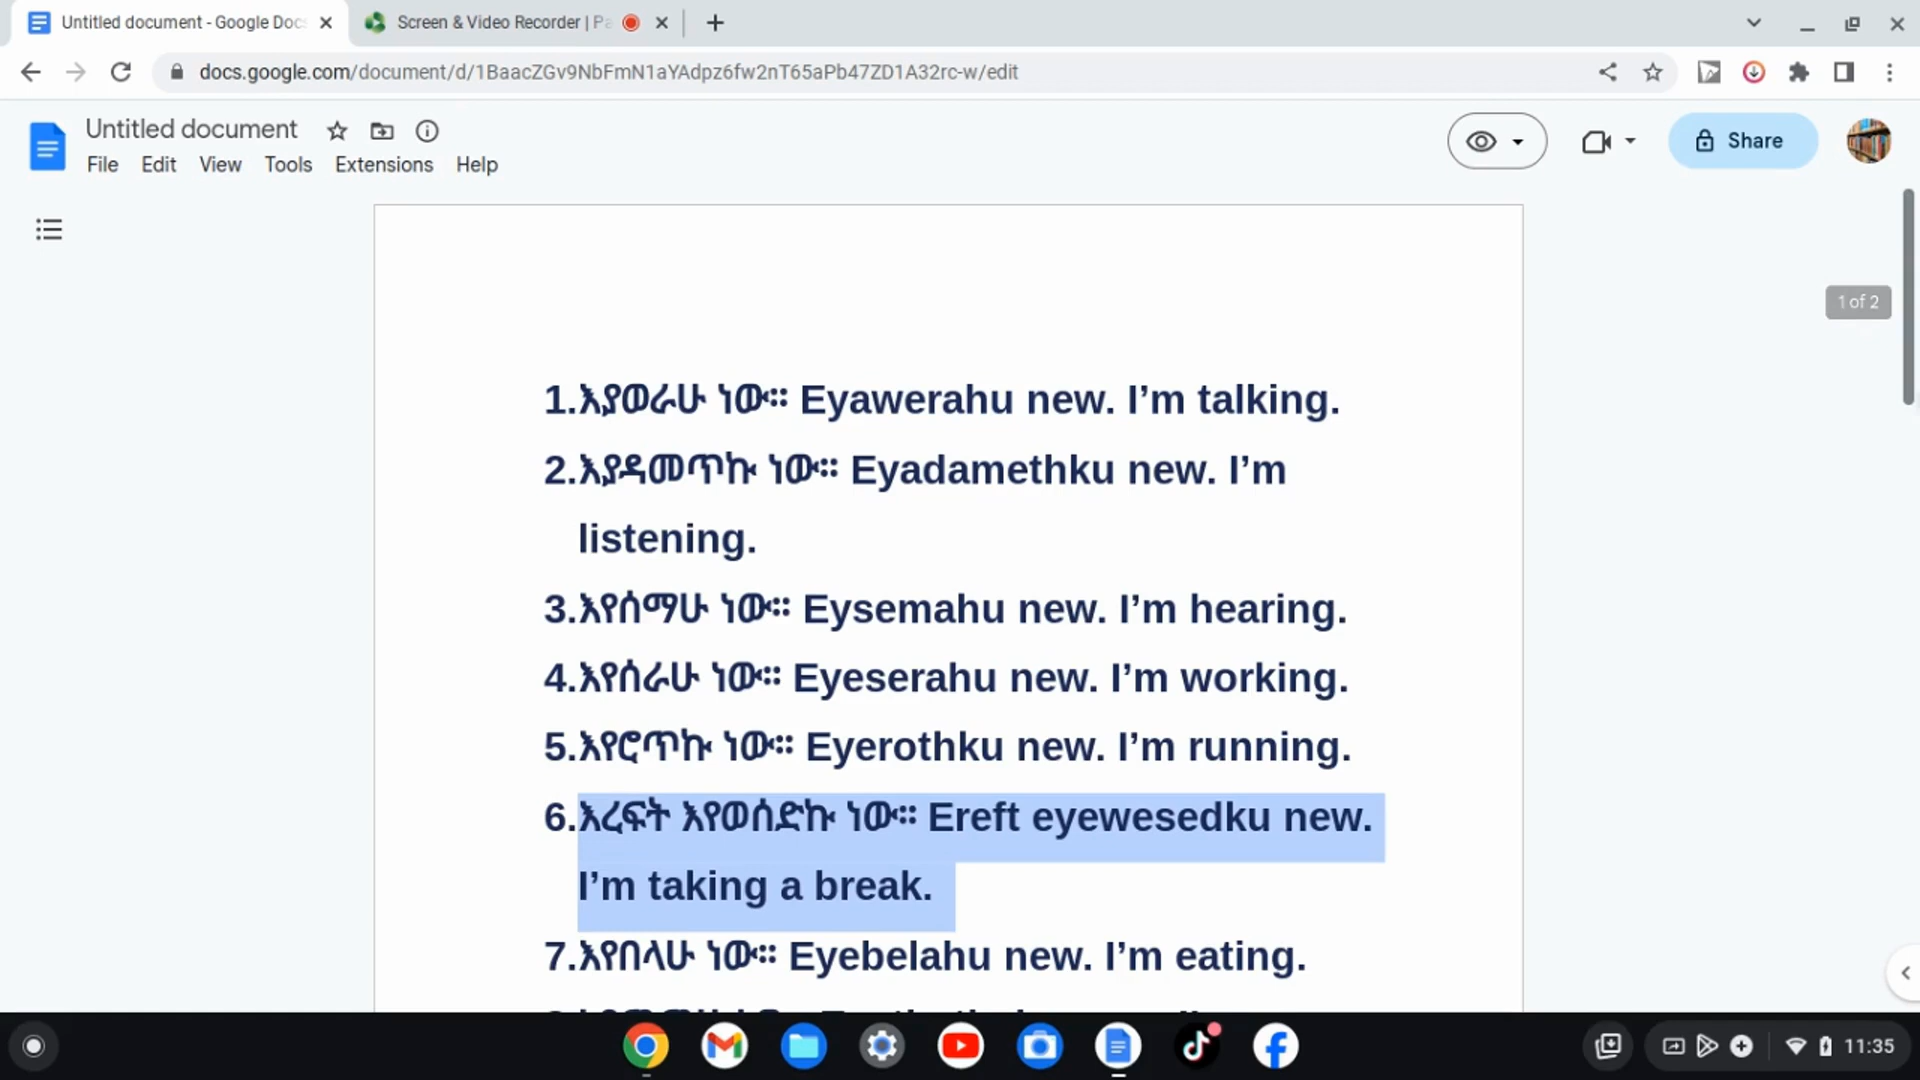 Untitled document - Google Doc
Screen & Video Recorder | Pa
docs.google.com/document/d/1BaacZGv9NbFmN1aYAdpz6fw2nT65aPb47ZD1A32rc-w/edit
Untitled document
File Edit View Tools Extensions Help
Share
1 of 2
1.እያወራሁ ነው። Eyawerahu new. I’m talking.
2.እያዳመጥኩ ነው። Eyadamethku new. I’m
listening.
3.እየሰማሁ ነው። Eysemahu new. I’m hearing.
4.እየሰራሁ ነው። Eyeserahu new. I’m working.
5.እየሮጥኩ ነው። Eyerothku new. I’m running.
6.እረፍት እየወሰድኩ ነው። Ereft eyewesedku new.
I’m taking a break.
7.እየበላሁ ነው። Eyebelahu new. I’m eating.
11:35